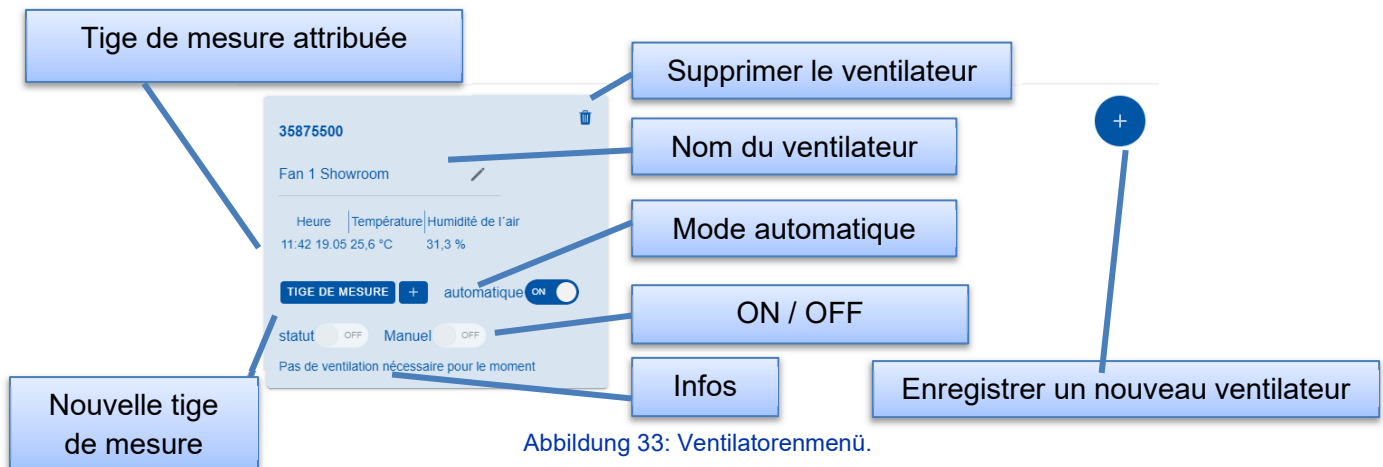 Tige de mesure attribuée
Supprimer le ventilateur
35875500
Nom du ventilateur
Fan 1 Showroom
Heure Température Humidité de l´air
11:42 19.05 25,6 °C 31,3 %
Mode automatique
TIGE DE MESURE + automatique ON
ON / OFF
statut OFF Manuel OFF
Pas de ventilation nécessaire pour le moment
Infos
+
Enregistrer un nouveau ventilateur
Nouvelle tige
de mesure
Abbildung 33: Ventilatorenmenü.